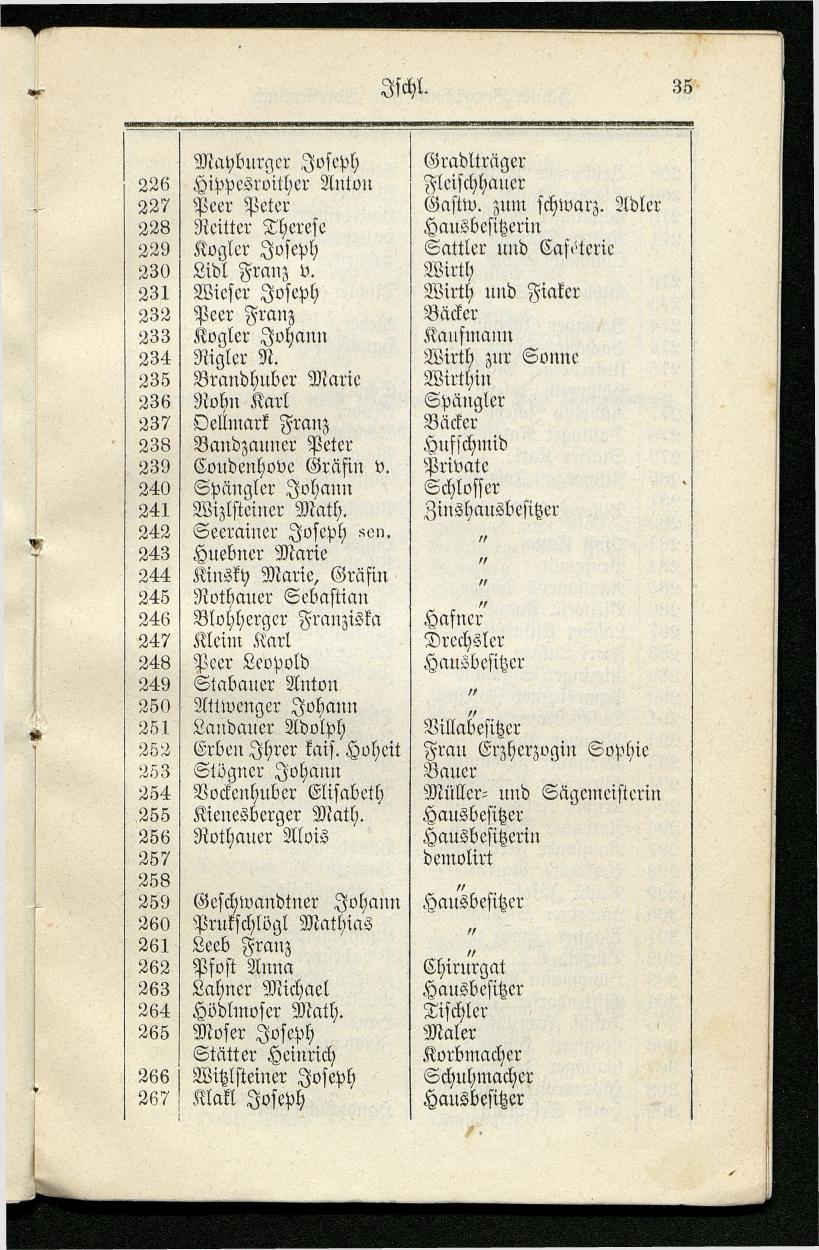 Ischl. 35
Mayburger Joseph Gradlträger
226 Hippesroither Anton Fleischhauer
227 Peer Peter Gastw. zum schwarz. Adler
228 Reitter Therese Hausbesitzerin
229 Kogler Joseph Sattler und Caféterie
230 Lidl Franz v. Wirth
231 Wieser Joseph Wirth und Fiaker
232 Peer Franz Bäcker
233 Kogler Johann Kaufmann
234 Rigler N. Wirth zur Sonne
235 Brandhuber Marie Wirthin
236 Rohn Karl Spängler
237 Oellmark Franz Bäcker
238 Bandzauner Peter Hufschmid
239 Coudenhove Gräfin v. Private
240 Spängler Johann Schlosser
241 Wizlsteiner Math. Zinshausbesitzer
242 Seerainer Joseph sen. "
243 Huebner Marie "
244 Kinsky Marie, Gräfin "
245 Rothauer Sebastian "
246 Blohberger Franziska Hafner
247 Kleim Karl Drechsler
248 Peer Leopold Hausbesitzer
249 Stabauer Anton "
250 Attwenger Johann "
251 Landauer Adolph Villabesitzer
252 Erben Ihrer kais. Hoheit Frau Erzherzogin Sophie
253 Stögner Johann Bauer
254 Vockenhuber Elisabeth Müller- und Sägemeisterin
255 Kienesberger Math. Hausbesitzer
256 Rothauer Alois Hausbesitzerin
257 demolirt
258 "
259 Geschwandtner Johann Hausbesitzer
260 Prukschlögl Mathias "
261 Leeb Franz "
262 Pfost Anna Chirurgat
263 Lahner Michael Hausbesitzer
264 Hödlmoser Math. Tischler
265 Moser Joseph Maler
Stätter Heinrich Korbmacher
266 Witzlsteiner Joseph Schuhmacher
267 Klakl Joseph Hausbesitzer